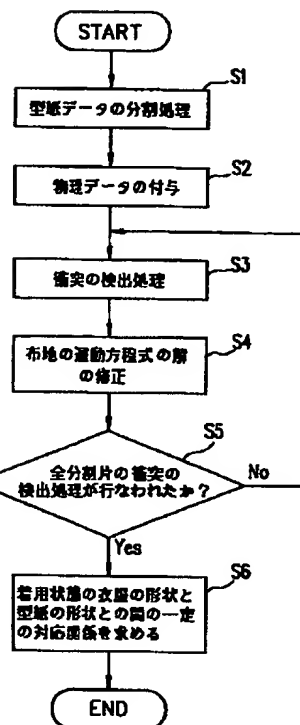 START
S1
型紙データの分割処理
S2
物理データの付与
S3
衝突の検出処理
S4
布地の運動方程式の解
の修正
S5
全分割片の衝突の
検出処理が行なわれたか？
No
Yes
S6
着用状態の衣服の形状と
型紙の形状との間の一定
の対応関係を求める
END